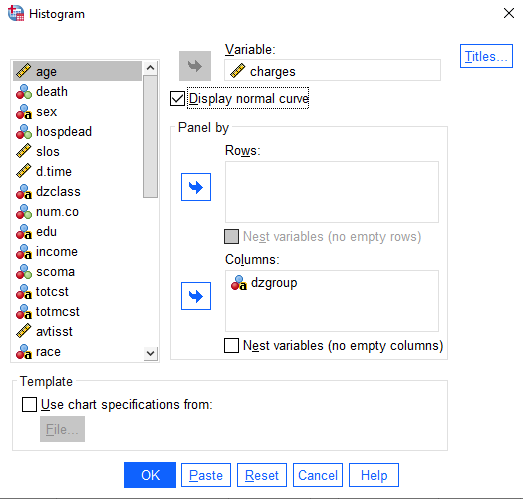 Histogram
Variable:
charges
Titles...
Display normal curve
age
death
sex
hospdead
slos
d.time
dzclass
num.co
edu
income
scoma
totcst
totmcst
avtisst
race
Panel by
Rows:
Nest variables (no empty rows)
Columns:
dzgroup
Nest variables (no empty columns)
Template
Use chart specifications from:
File...
OK
Paste
Reset
Cancel
Help